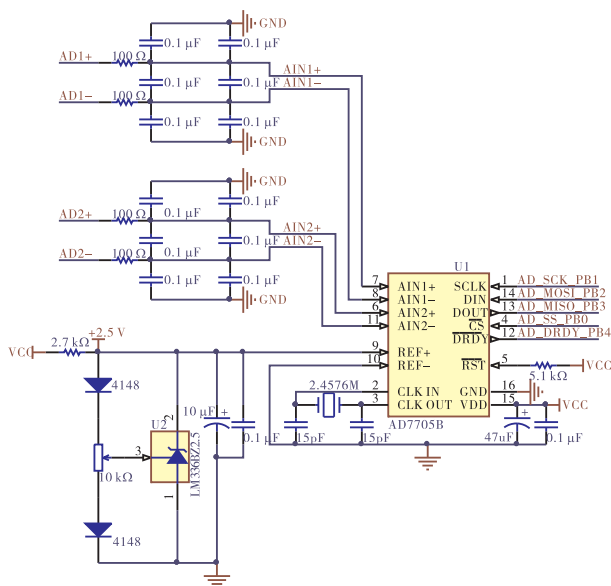 GND
0.1 μF 0.1 μF
AD1+ 100 Ω AIN1+
0.1 μF 0.1 μF AIN1−
AD1− 100 Ω
0.1 μF 0.1 μF
GND
GND
0.1 μF
AD2+ 100 Ω 0.1 μF AIN2+
0.1 μF AIN2−
AD2− 100 Ω
0.1 μF 0.1 μF
GND
U1
7 AIN1+ SCLK 1 AD_SCK_PB1
8 AIN1− DIN 14 AD_MOSI_PB2
6 AIN2+ DOUT 13 AD_MISO_PB3
11 AIN2− CS 4 AD_SS_PB0
DRDY 12 AD_DRDY_PB4
+2.5 V
VCC 2.7 kΩ
9 REF+
10 REF− RST 5 VCC
5.1 kΩ
4148
2.4576M
2 CLK IN GND 16
3 CLK OUT VDD 15 VCC
AD7705B
10 μF + 0.1 μF
15pF 15pF
47uF + 0.1 μF
U2
2
3
1
LM336BZ2.5
10 kΩ
4148